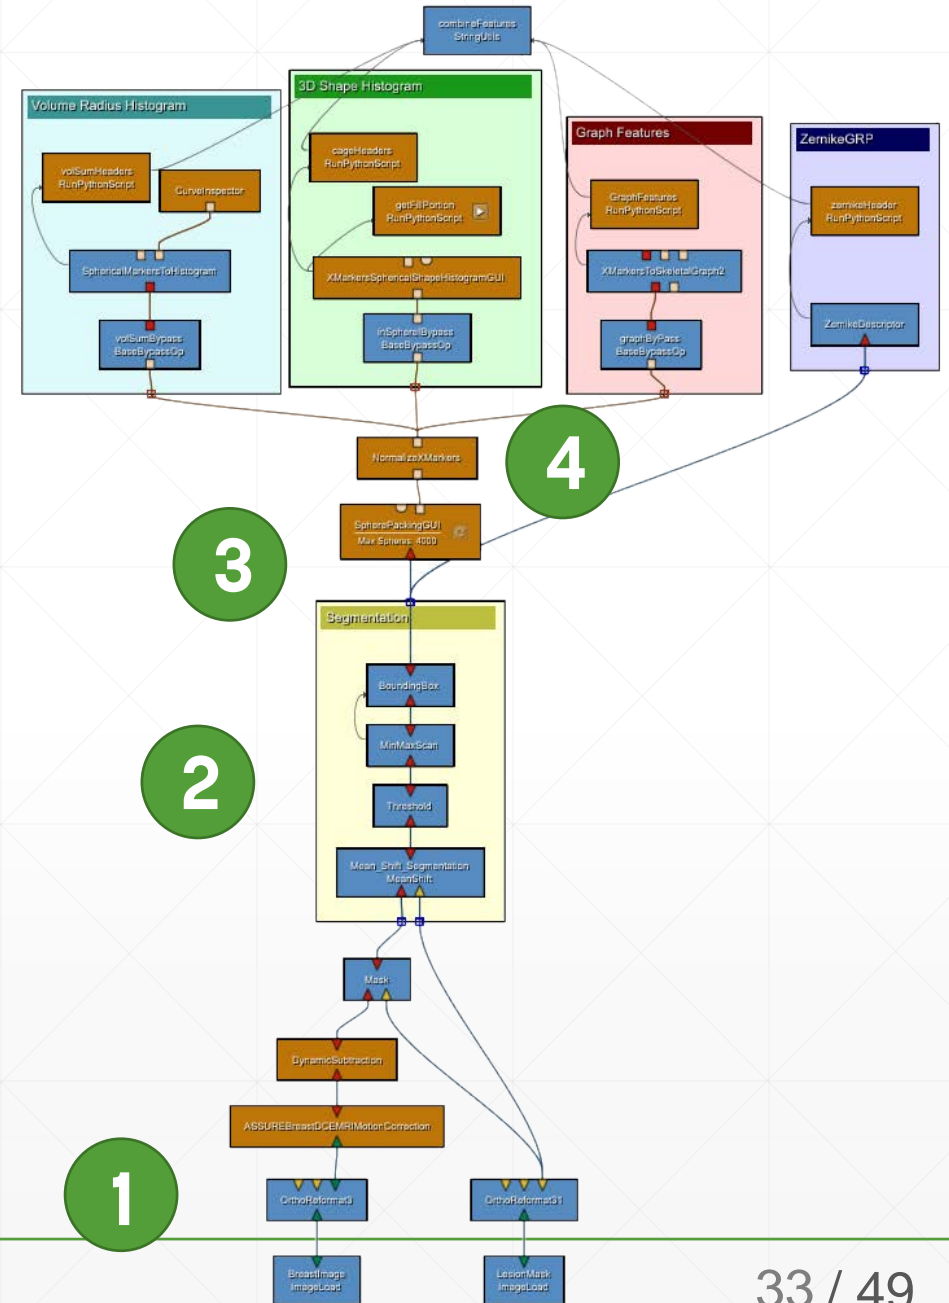 combineFeatures
StringUtils
Volume Radius Histogram
volSumHeaders
RunPythonScript
CurveInspector
SphericalMarkersToHistogram
volSumBypass
BaseBypassOp
3D Shape Histogram
cageHeaders
RunPythonScript
getFillPortion
RunPythonScript
XMarkersSphericalShapeHistogramGUI
inSphereBypass
BaseBypassOp
Graph Features
GraphFeatures
RunPythonScript
XMarkersToSkeletalGraph2
graphByPass
BaseBypassOp
ZernikeGRP
zernikeHeader
RunPythonScript
ZernikeDescriptor
NormalizeXMarkers
4
SpherePackingGUI
Max Spheres: 4000
3
Segmentation
BoundingBox
MinMaxScan
2
Threshold
Mean_Shift_Segmentation
MeanShift
Mask
DynamicSubtraction
ASSUREBreastDCEMRIMotionCorrection
1
OrthoReformat3
OrthoReformat31
BreastImage
ImageLoad
LesionMask
ImageLoad
33 / 49